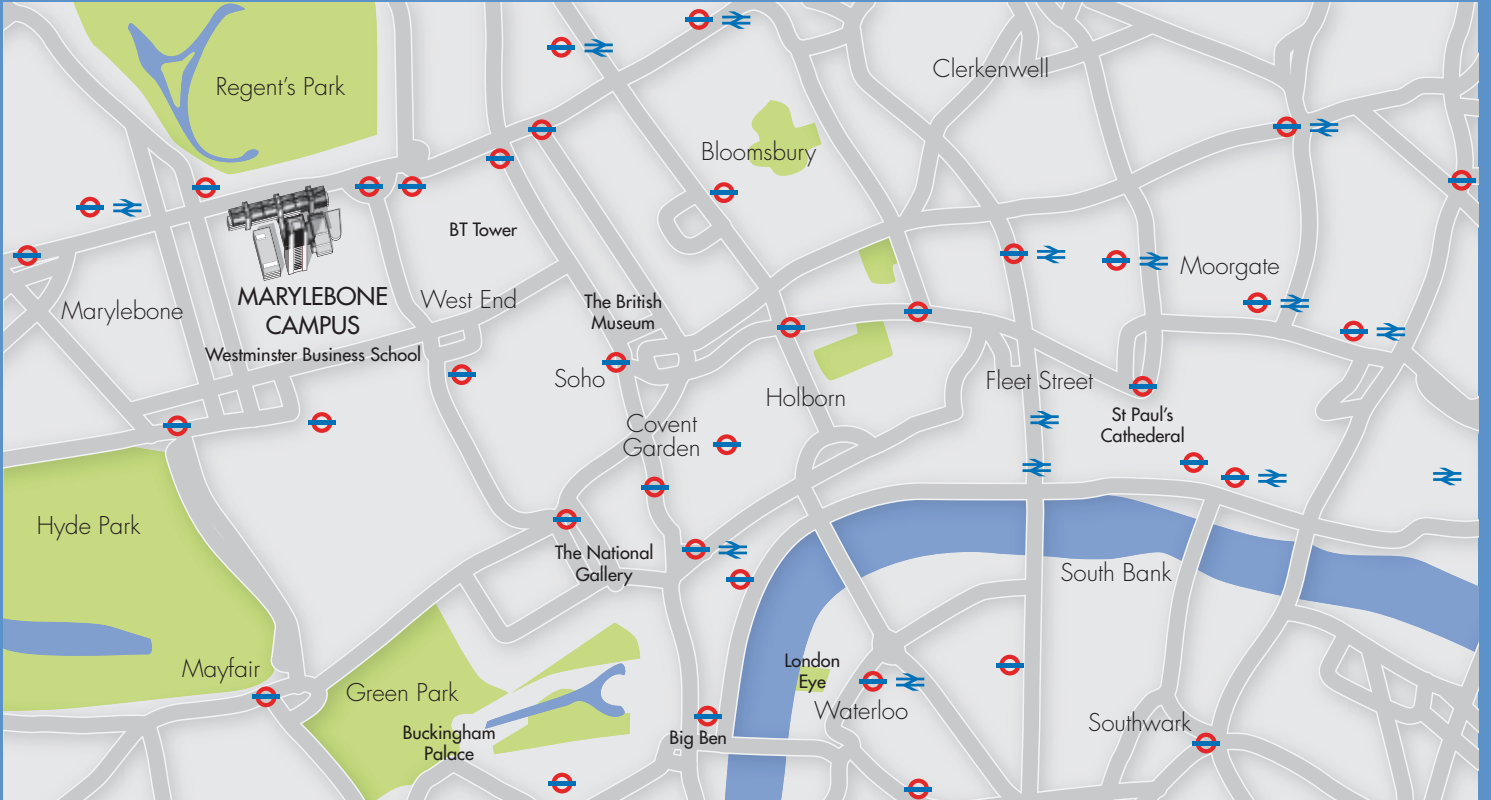 Regent's Park
Clerkenwell
Bloomsbury
BT Tower
Moorgate
Marylebone
MARYLEBONE
CAMPUS
Westminster Business School
West End
The British
Museum
Soho
Holborn
Fleet Street
St Paul's
Cathederal
Covent
Garden
Hyde Park
The National
Gallery
South Bank
Mayfair
Green Park
London
Eye
Waterloo
Buckingham
Palace
Big Ben
Southwark